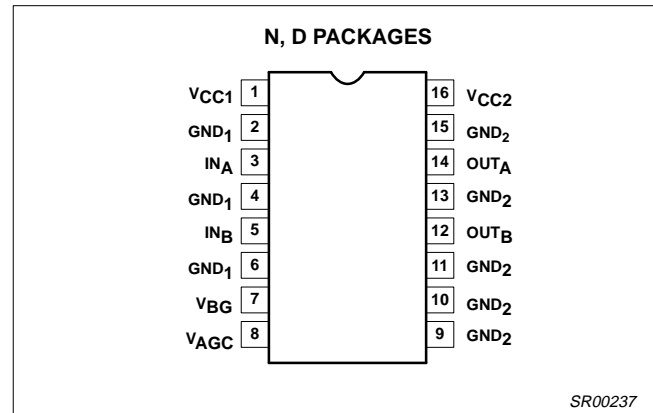 N, D PACKAGES
VCC1 1 16 VCC2
GND1 2 15 GND2
INA 3 14 OUTA
GND1 4 13 GND2
INB 5 12 OUTB
GND1 6 11 GND2
VBG 7 10 GND2
VAGC 8 9 GND2
SR00237